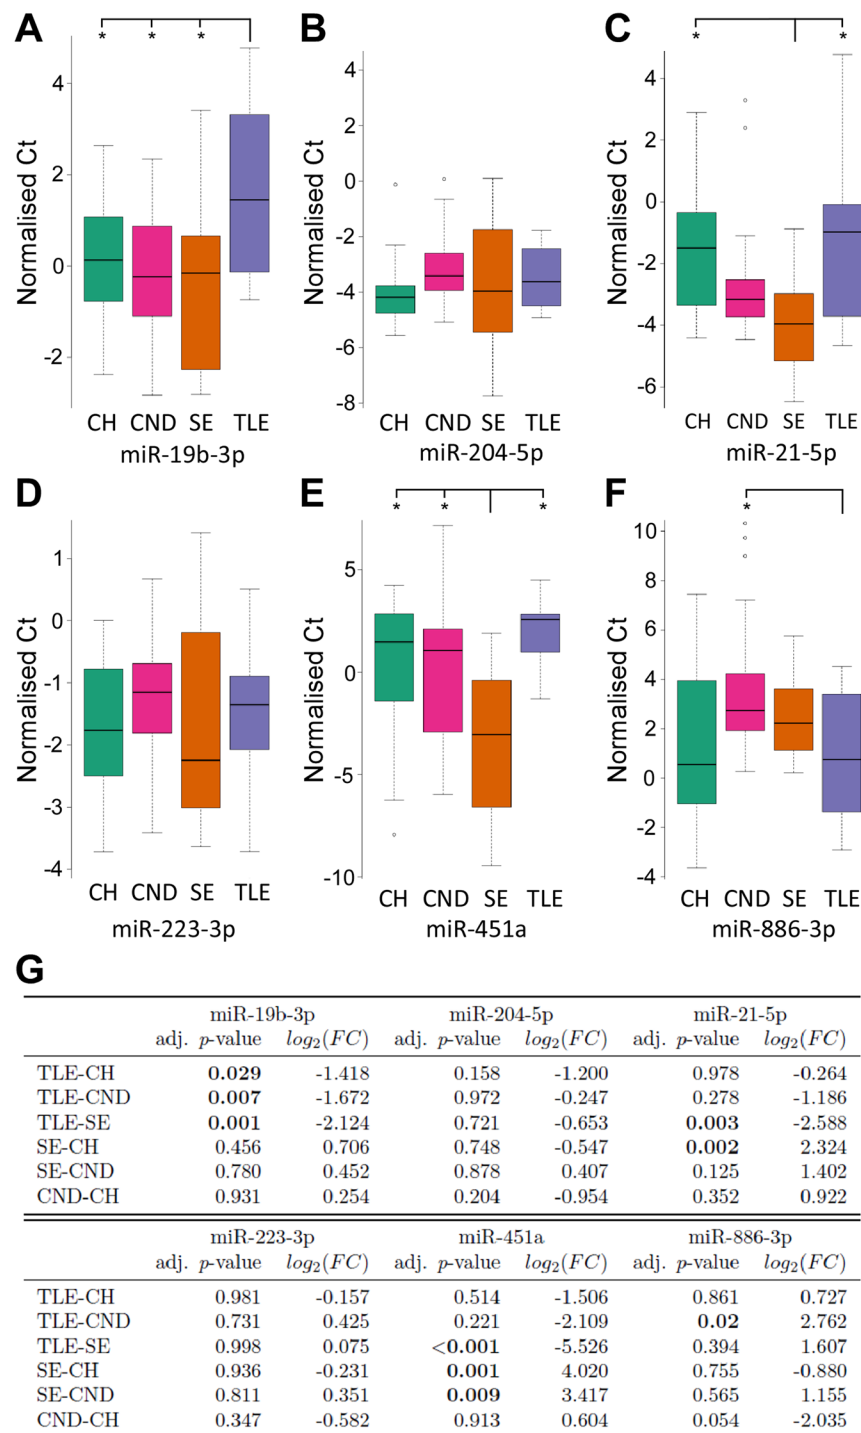 A
* * *
Normalised Ct
4
2
0
-2
CH CND SE TLE
miR-19b-3p
B
Normalised Ct
4
2
0
-2
-4
-6
-8
CH CND SE TLE
miR-204-5p
C
* *
Normalised Ct
4
2
0
-2
-4
-6
CH CND SE TLE
miR-21-5p
D
Normalised Ct
1
0
-1
-2
-3
-4
CH CND SE TLE
miR-223-3p
E
* * *
Normalised Ct
5
0
-5
-10
CH CND SE TLE
miR-451a
F
*
Normalised Ct
10
8
6
4
2
0
-2
-4
CH CND SE TLE
miR-886-3p
G
miR-19b-3p miR-204-5p miR-21-5p
adj. p-value log2(FC) adj. p-value log2(FC) adj. p-value log2(FC)
TLE-CH 0.029 -1.418 0.158 -1.200 0.978 -0.264
TLE-CND 0.007 -1.672 0.972 -0.247 0.278 -1.186
TLE-SE 0.001 -2.124 0.721 -0.653 0.003 -2.588
SE-CH 0.456 0.706 0.748 -0.547 0.002 2.324
SE-CND 0.780 0.452 0.878 0.407 0.125 1.402
CND-CH 0.931 0.254 0.204 -0.954 0.352 0.922
miR-223-3p miR-451a miR-886-3p
adj. p-value log2(FC) adj. p-value log2(FC) adj. p-value log2(FC)
TLE-CH 0.981 -0.157 0.514 -1.506 0.861 0.727
TLE-CND 0.731 0.425 0.221 -2.109 0.02 2.762
TLE-SE 0.998 0.075 <0.001 -5.526 0.394 1.607
SE-CH 0.936 -0.231 0.001 4.020 0.755 -0.880
SE-CND 0.811 0.351 0.009 3.417 0.565 1.155
CND-CH 0.347 -0.582 0.913 0.604 0.054 -2.035